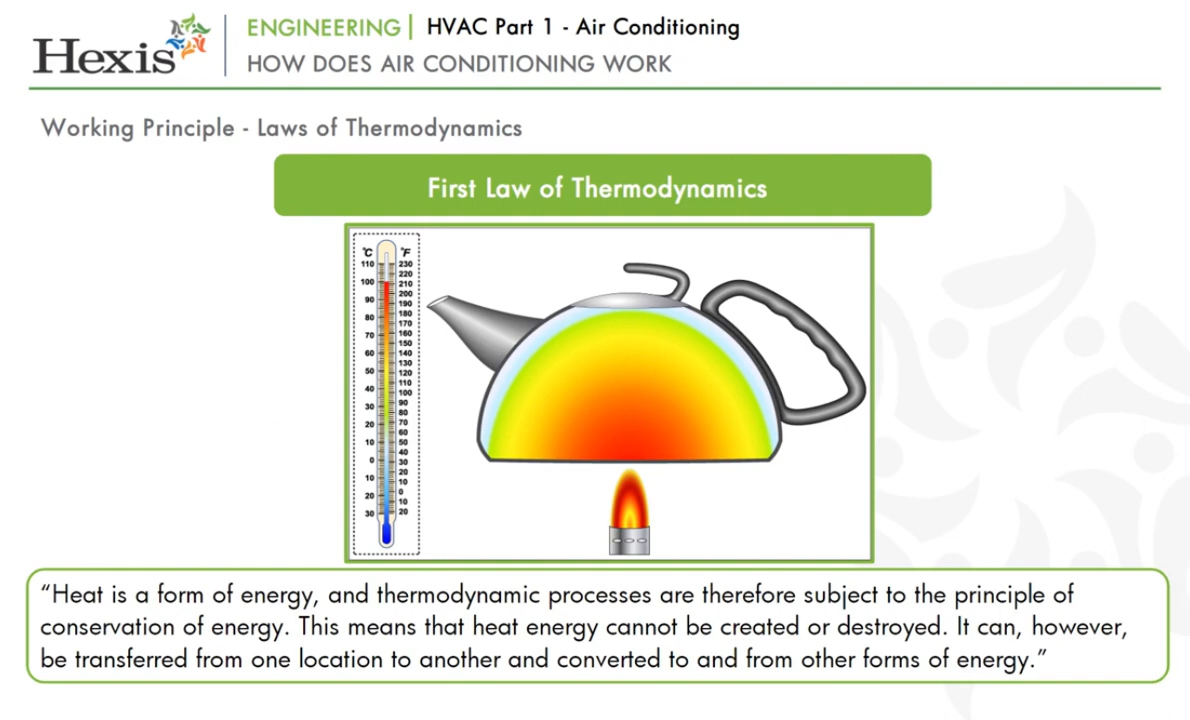 Hexis
ENGINEERING | HVAC Part 1 - Air Conditioning
HOW DOES AIR CONDITIONING WORK
Working Principle - Laws of Thermodynamics
First Law of Thermodynamics
°C °F
110 230
220
100 210
200
90 190
80 180
170
70 160
150
60 140
130
50 120
110
40 100
30 90
80
20 70
60
10 50
40
0 30
20
10 10
0
20 10
30 20
“Heat is a form of energy, and thermodynamic processes are therefore subject to the principle of
conservation of energy. This means that heat energy cannot be created or destroyed. It can, however,
be transferred from one location to another and converted to and from other forms of energy.”